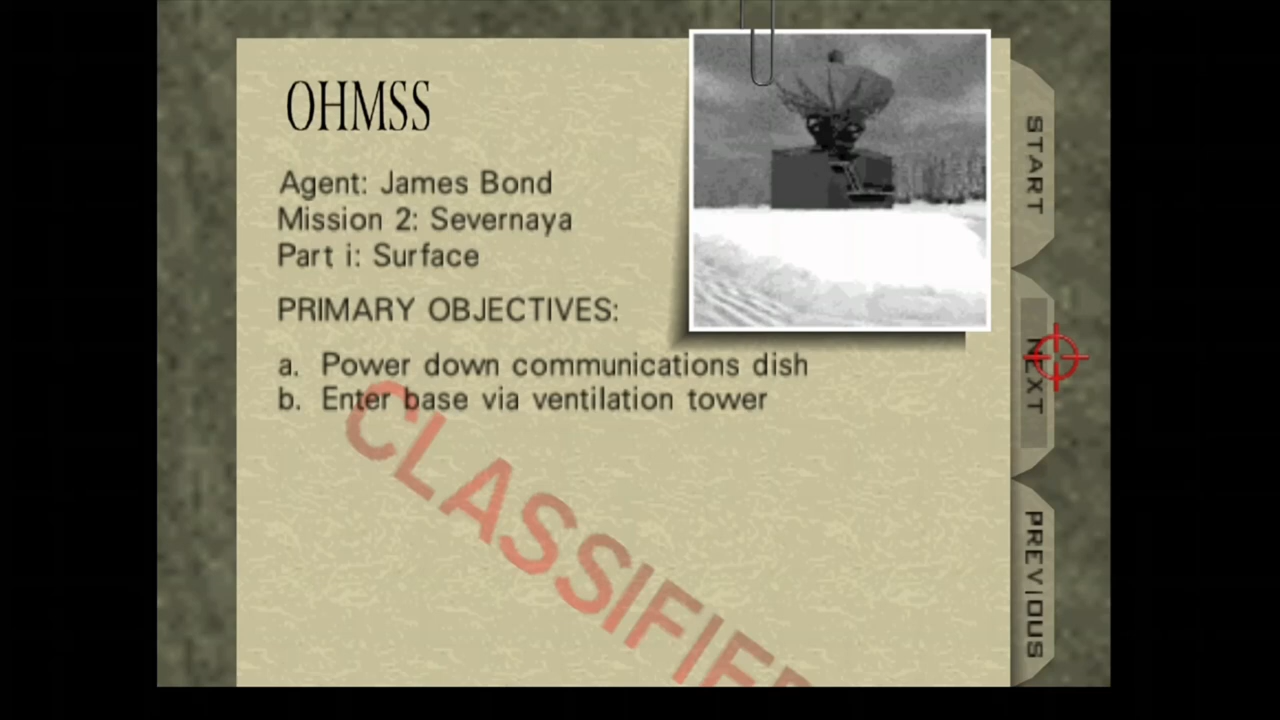 OHMSS
Agent: James Bond
Mission 2: Severnaya
Part i: Surface
PRIMARY OBJECTIVES:
a. Power down communications dish
b. Enter base via ventilation tower
CLASSIFIED
START
NEXT
PREVIOUS